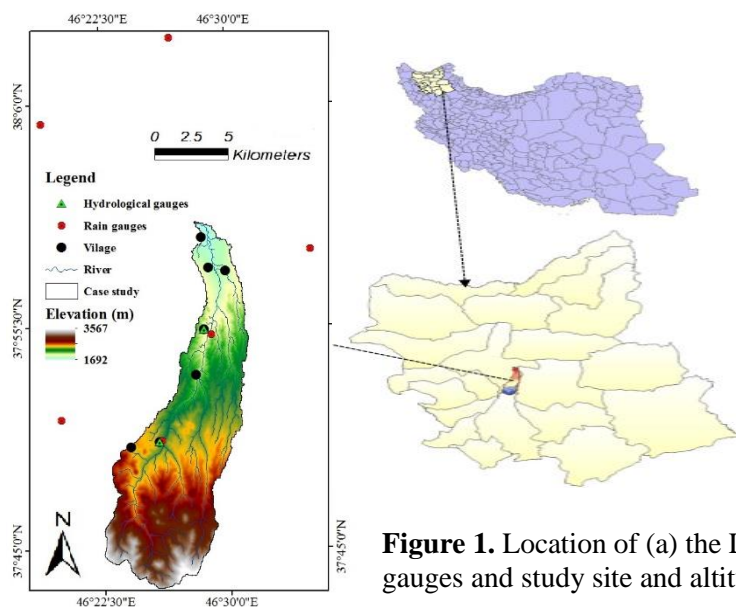 46°22'30"E 46°30'0"E
38°6'0"N
0 2.5 5
Kilometers
Legend
Hydrological gauges
Rain gauges
Vilage
River
Case study
Elevation (m)
3567
1692
37°55'30"N
37°55'30"N
N
37°45'0"N
37°45'0"N
46°22'30"E 46°30'0"E
Figure 1. Location of (a) the
gauges and study site and